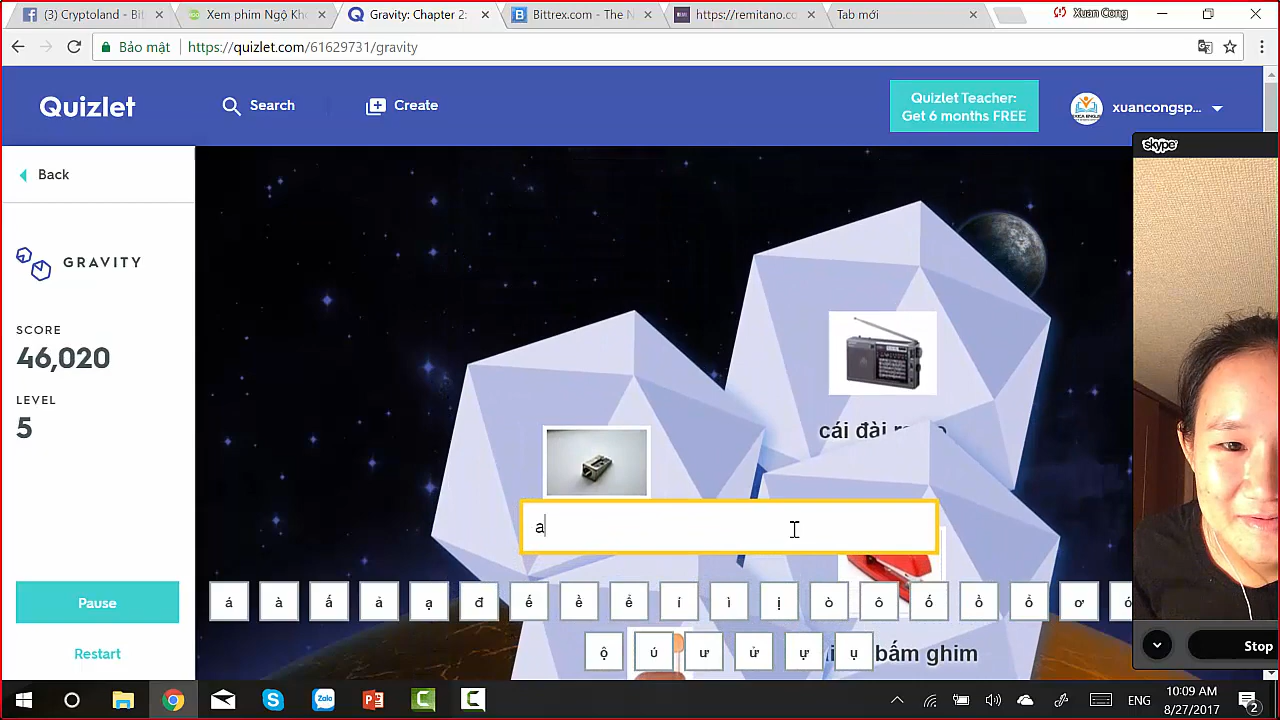 (3) Cryptoland - Bit
Xem phim Ngộ Kh
Gravity: Chapter 2:
Bittrex.com - The N
https://remitano.co
Tab mới
Xuan Cong
Bảo mật
https://quizlet.com/61629731/gravity
Quizlet
Search
Create
Quizlet Teacher:
Get 6 months FREE
xuancongsp...
skype
Back
GRAVITY
SCORE
46,020
LEVEL
5
cái đài
a
á à ấ ả ạ đ ế ề ể í ì ị ò ô ố ồ ổ ơ
ộ ú ư ử ự ụ
bấm ghim
Pause
Restart
Stop
Zalo
ENG
10:09 AM
8/27/2017
2